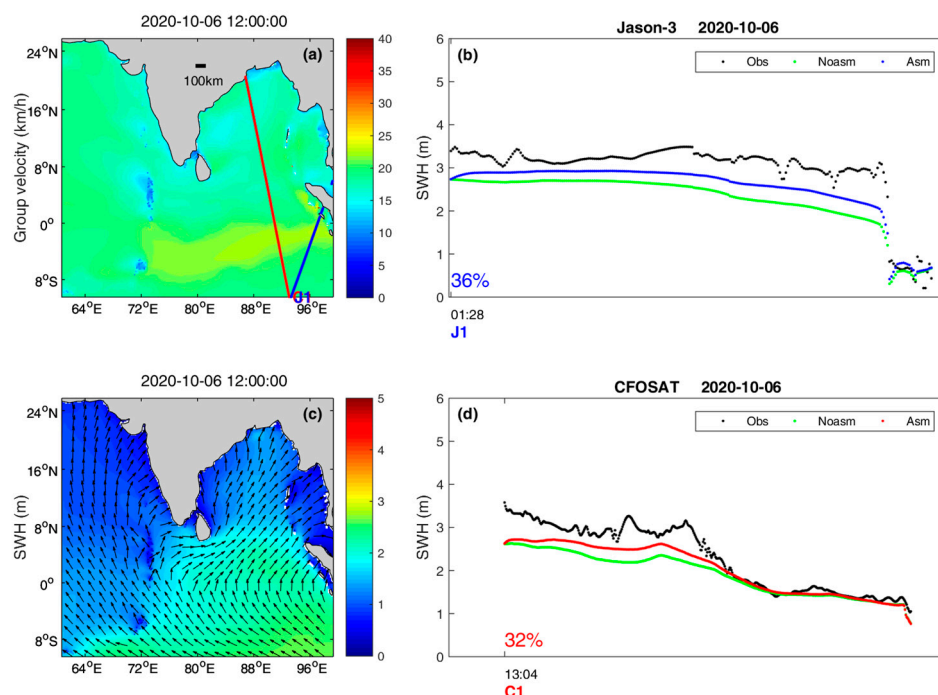 2020-10-06 12:00:00
(a)
100km
Group velocity (km/h)
24°N
16°N
8°N
0°
8°S
64°E 72°E 80°E 88°E 96°E
J1
40
35
30
25
20
15
10
5
0
Jason-3 2020-10-06
(b)
Obs Noasm Asm
SWH (m)
6
5
4
3
2
1
0
36%
01:28
J1
2020-10-06 12:00:00
(c)
SWH (m)
24°N
16°N
8°N
0°
8°S
64°E 72°E 80°E 88°E 96°E
5
4
3
2
1
0
CFOSAT 2020-10-06
(d)
Obs Noasm Asm
SWH (m)
6
5
4
3
2
1
0
32%
13:04
C1